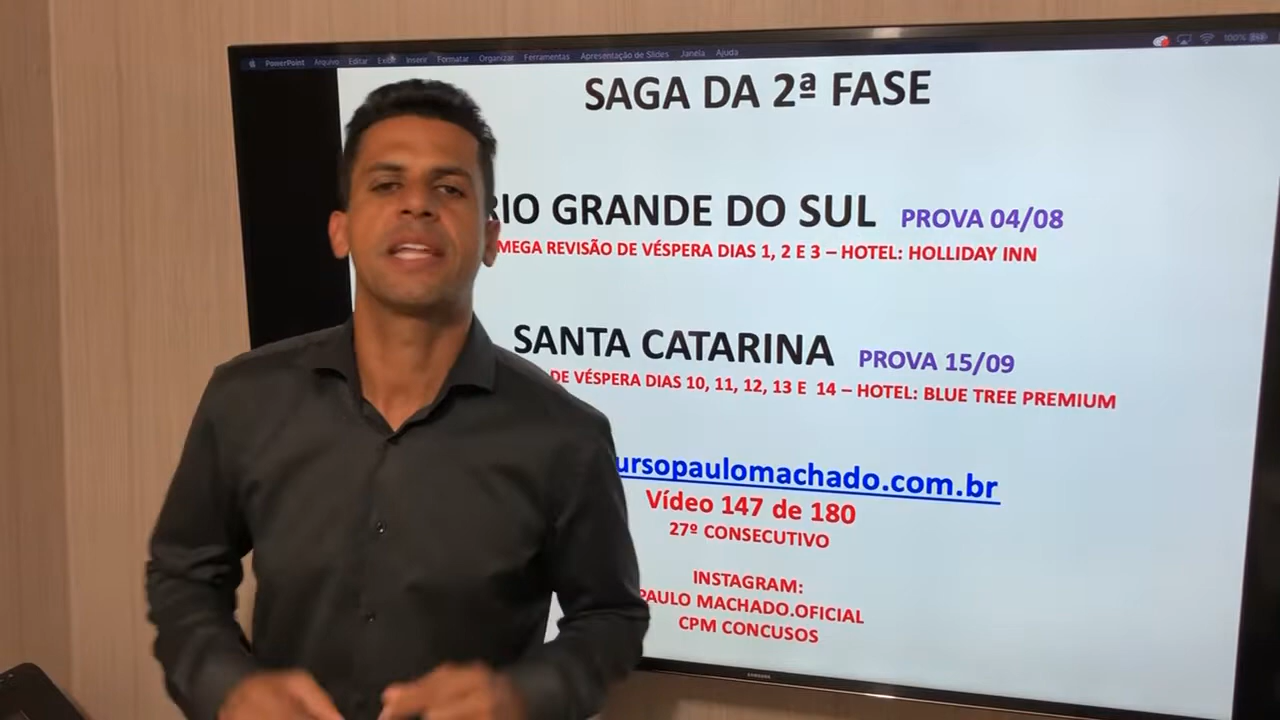 PowerPoint Arquivo Editar Inserir Formatar Organizar Ferramentas Apresentação de Slides Janela Ajuda 100%
SAGA DA 2ª FASE
RIO GRANDE DO SUL PROVA 04/08
MEGA REVISÃO DE VÉSPERA DIAS 1, 2 E 3 – HOTEL: HOLLIDAY INN
SANTA CATARINA PROVA 15/09
DE VÉSPERA DIAS 10, 11, 12, 13 E 14 – HOTEL: BLUE TREE PREMIUM
ursopaulomachado.com.br
Vídeo 147 de 180
27º CONSECUTIVO
INSTAGRAM:
PAULO MACHADO.OFICIAL
CPM CONCUSOS
SAMSUNG